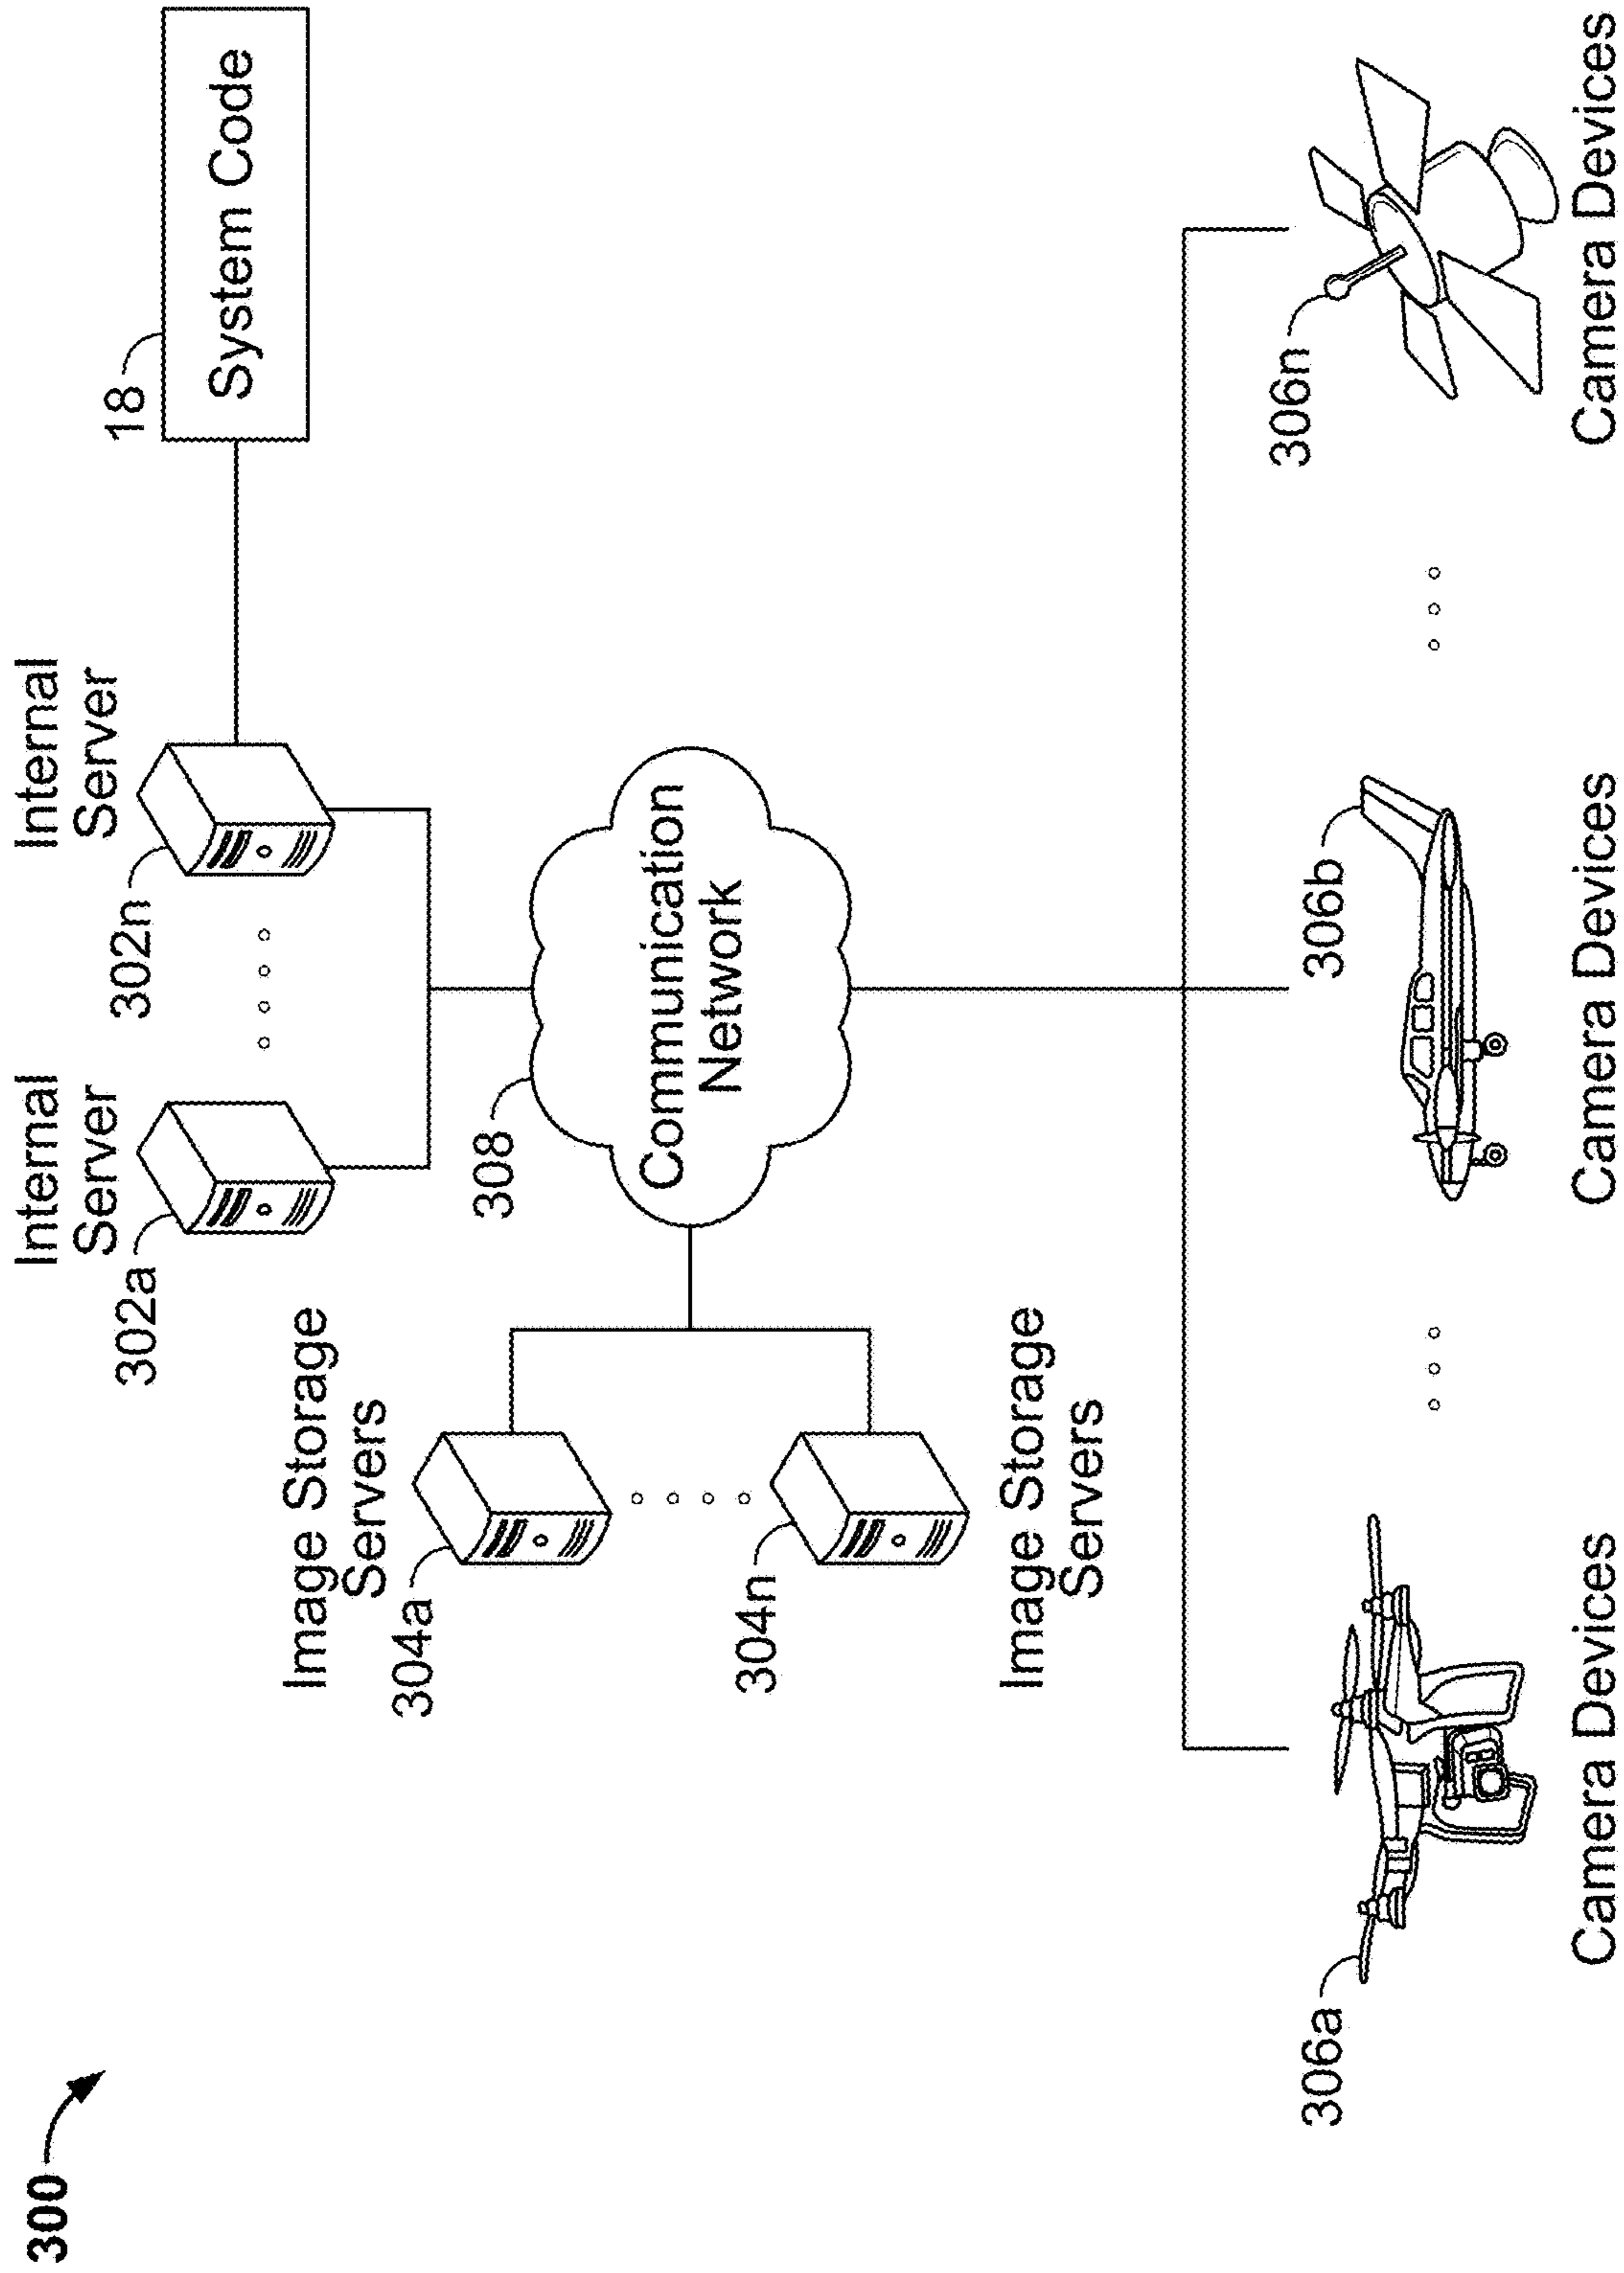 300
Internal
Server
302a
Internal
Server
302n
18
System Code
Image Storage
Servers
304a
304n
Image Storage
Servers
308
Communication
Network
306a
Camera Devices
306b
Camera Devices
306n
Camera Devices